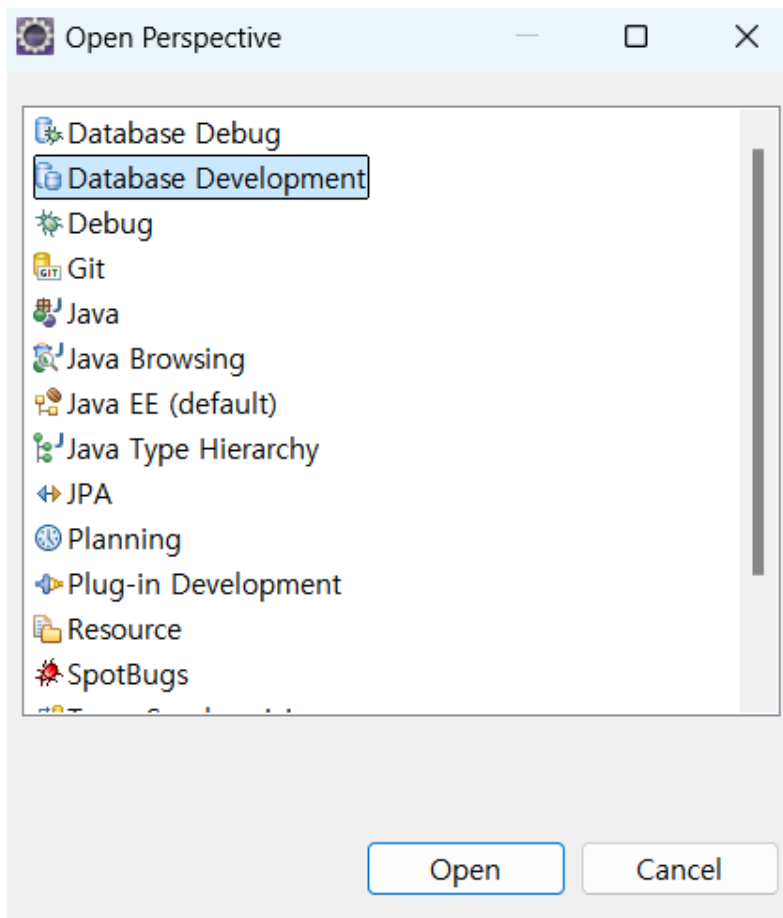 Open Perspective
Database Debug
Database Development
Debug
Git
Java
Java Browsing
Java EE (default)
Java Type Hierarchy
JPA
Planning
Plug-in Development
Resource
SpotBugs
Open Cancel